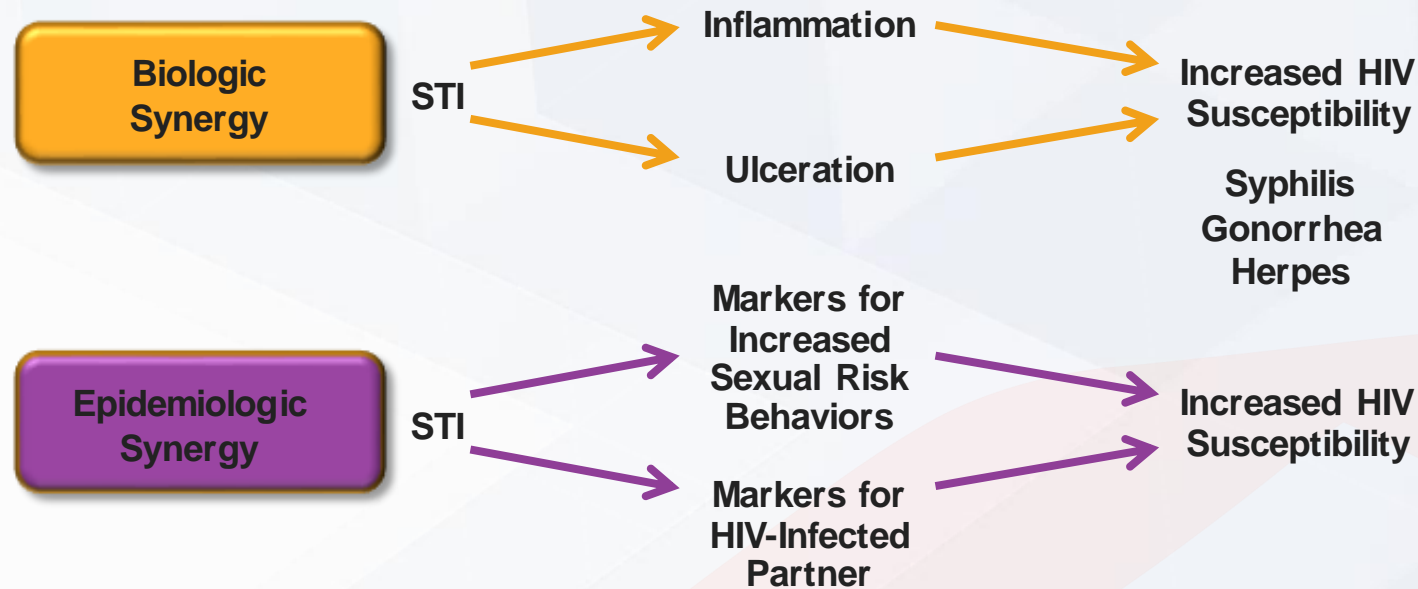 Biologic
Synergy
STI
Inflammation
Ulceration
Increased HIV
Susceptibility
Syphilis
Gonorrhea
Herpes
Epidemiologic
Synergy
STI
Markers for
Increased
Sexual Risk
Behaviors
Markers for
HIV-Infected
Partner
Increased HIV
Susceptibility